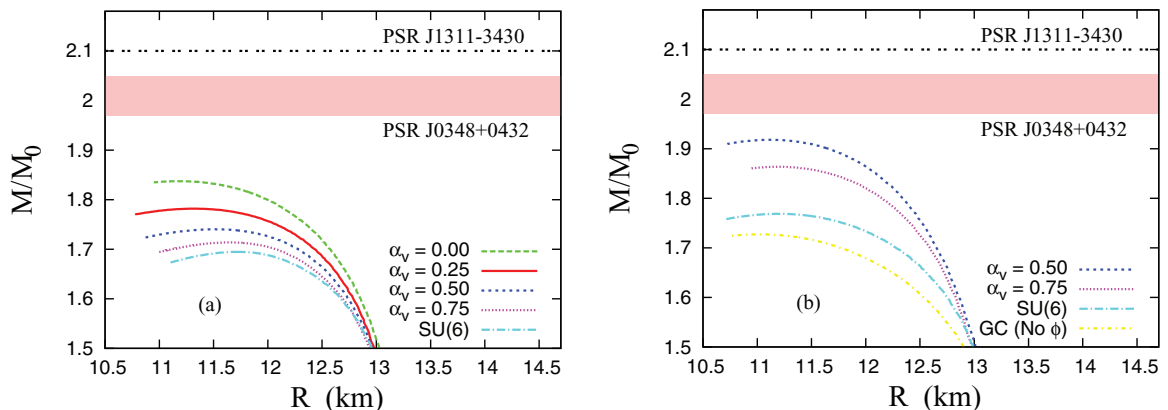 PSR J1311-3430
PSR J0348+0432
2.1
2
1.9
1.8
1.7
1.6
1.5
M/M0
αv = 0.00
αv = 0.25
αv = 0.50
αv = 0.75
SU(6)
(a)
10.5 11 11.5 12 12.5 13 13.5 14 14.5
R (km)
PSR J1311-3430
PSR J0348+0432
2.1
2
1.9
1.8
1.7
1.6
1.5
M/M0
αv = 0.50
αv = 0.75
SU(6)
GC (No ϕ)
(b)
10.5 11 11.5 12 12.5 13 13.5 14 14.5
R (km)